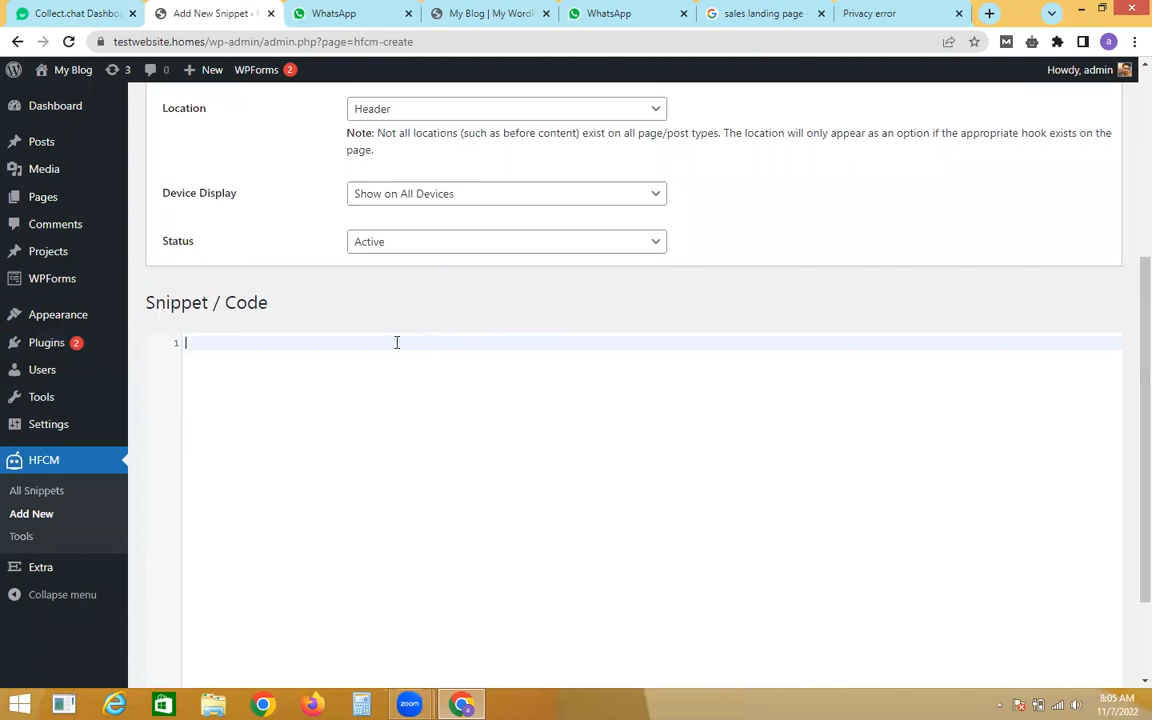 Collect.chat Dashboa
Add New Snippet ‹
WhatsApp
My Blog | My WordP
WhatsApp
sales landing page -
Privacy error
testwebsite.homes/wp-admin/admin.php?page=hfcm-create
My Blog
3
0
New
WPForms 2
Howdy, admin
Dashboard
Posts
Media
Pages
Comments
Projects
WPForms
Appearance
Plugins 2
Users
Tools
Settings
HFCM
All Snippets
Add New
Tools
Extra
Collapse menu
Location
Header
Note: Not all locations (such as before content) exist on all page/post types. The location will only appear as an option if the appropriate hook exists on the
page.
Device Display
Show on All Devices
Status
Active
Snippet / Code
1
zoom
8:05 AM
11/7/2022